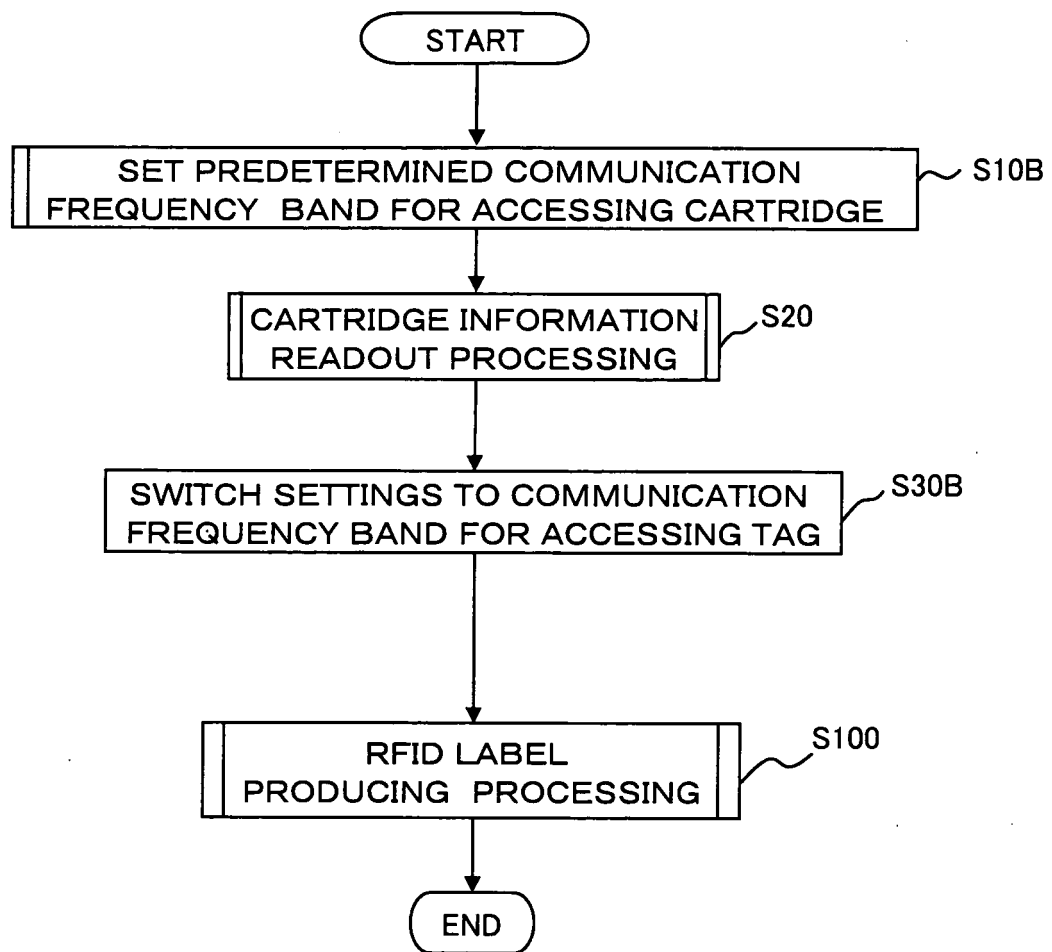 START
SET PREDETERMINED COMMUNICATION
FREQUENCY BAND FOR ACCESSING CARTRIDGE
S10B
CARTRIDGE INFORMATION
READOUT PROCESSING
S20
SWITCH SETTINGS TO COMMUNICATION
FREQUENCY BAND FOR ACCESSING TAG
S30B
RFID LABEL
PRODUCING PROCESSING
S100
END